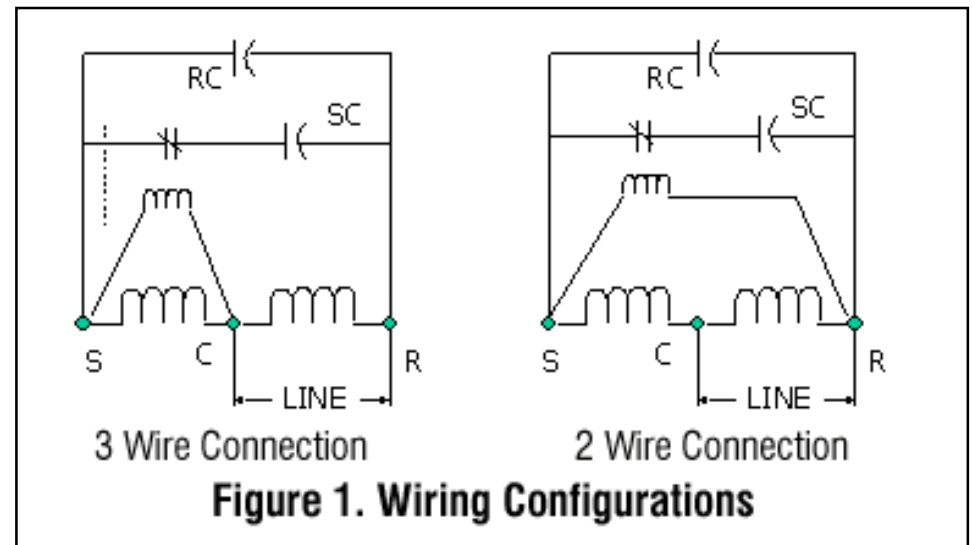 RC
SC
S
C
R
LINE
3 Wire Connection
RC
SC
S
C
R
LINE
2 Wire Connection
Figure 1. Wiring Configurations